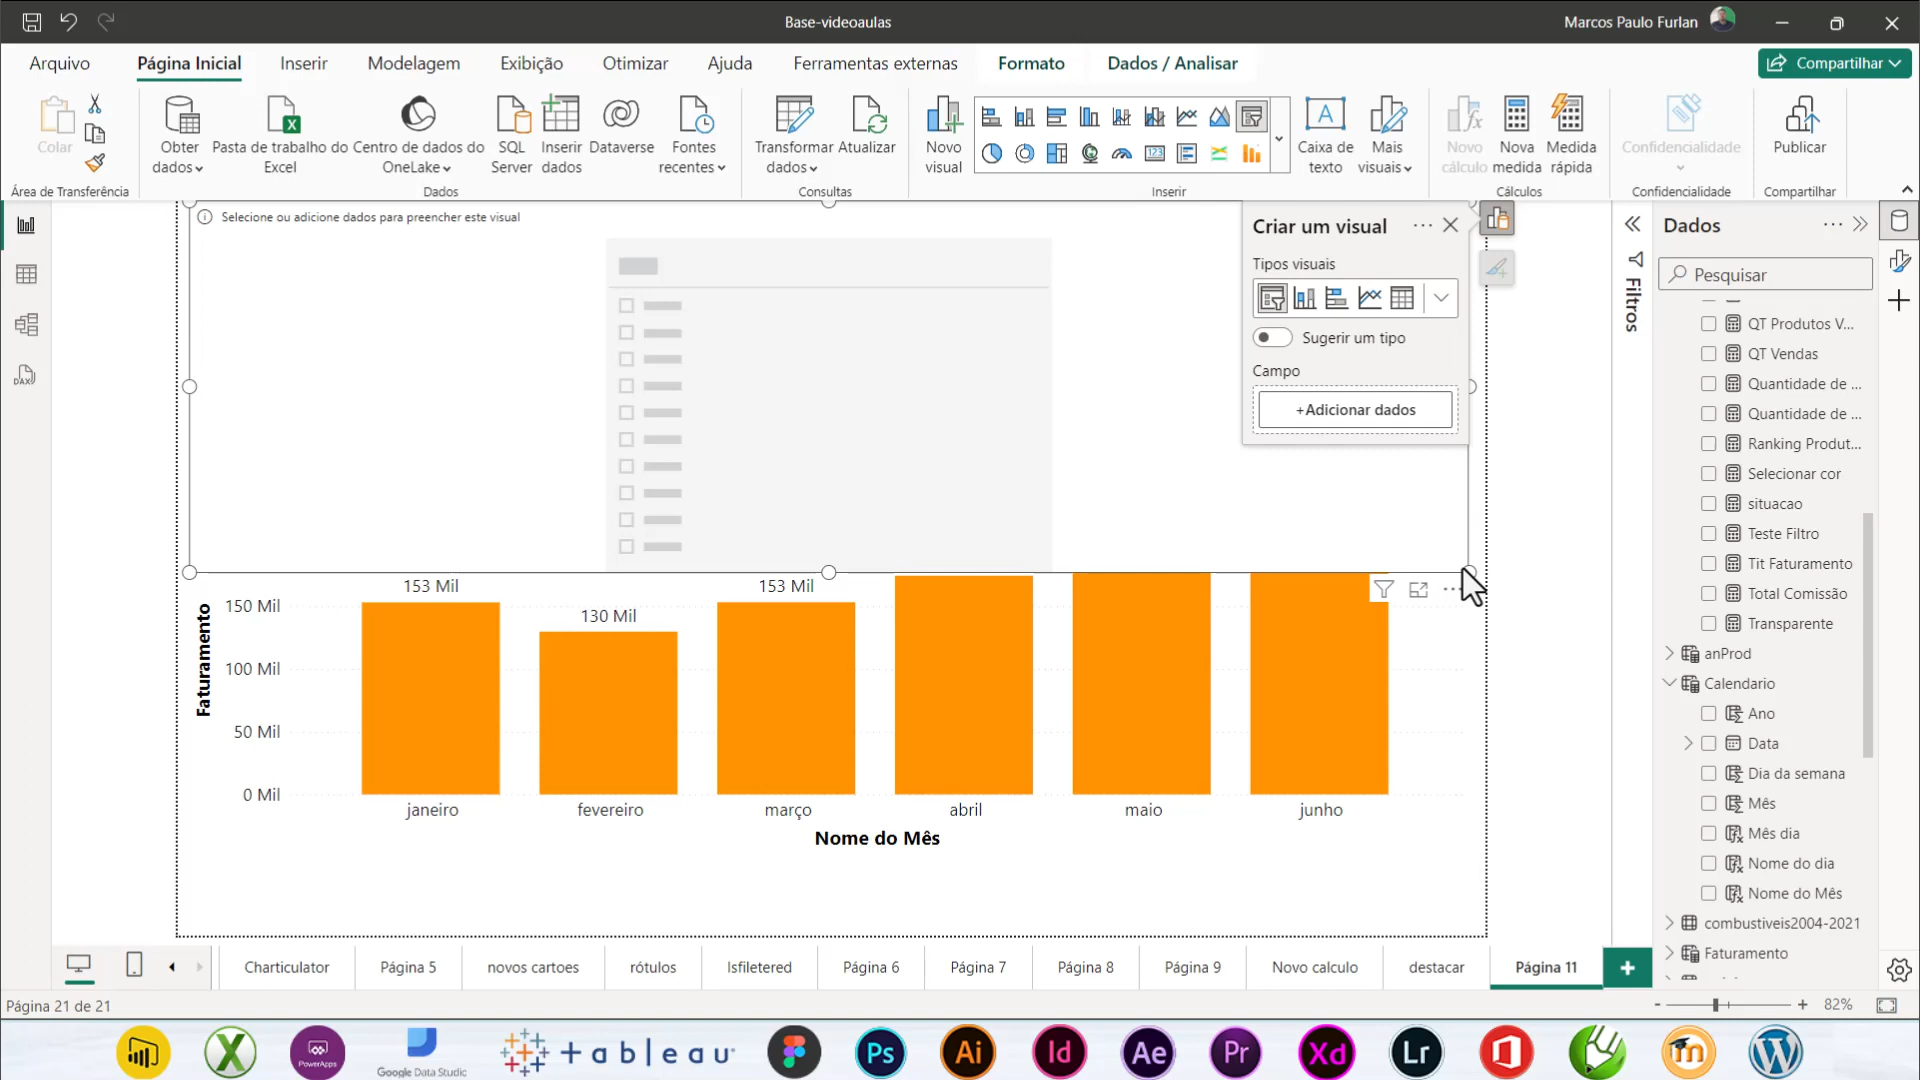 Base-videoaulas
Marcos Paulo Furlan
Arquivo
Página Inicial
Inserir
Modelagem
Exibição
Otimizar
Ajuda
Ferramentas externas
Formato
Dados / Analisar
Compartilhar
Colar
Obter dados
Pasta de trabalho do Excel
Centro de dados do OneLake
SQL Server
Inserir dados
Dataverse
Fontes recentes
Transformar dados
Atualizar
Novo visual
Caixa de texto
Mais visuais
Novo cálculo
Nova medida
Medida rápida
Confidencialidade
Publicar
Área de Transferência
Dados
Consultas
Inserir
Cálculos
Confidencialidade
Compartilhar
Selecione ou adicione dados para preencher este visual
Criar um visual
Tipos visuais
Sugerir um tipo
Campo
+Adicionar dados
Filtros
Dados
Pesquisar
QT Produtos V...
QT Vendas
Quantidade de ...
Quantidade de ...
Ranking Produt...
Selecionar cor
situacao
Teste Filtro
Tit Faturamento
Total Comissão
Transparente
anProd
Calendario
Ano
Data
Dia da semana
Mês
Mês dia
Nome do dia
Nome do Mês
combustiveis2004-2021
Faturamento
DAX
153 Mil
130 Mil
153 Mil
Faturamento
150 Mil
100 Mil
50 Mil
0 Mil
janeiro
fevereiro
março
abril
maio
junho
Nome do Mês
Charticulator
Página 5
novos cartoes
rótulos
Isfiletered
Página 6
Página 7
Página 8
Página 9
Novo calculo
destacar
Página 11
Página 21 de 21
82%
PowerApps
Google Data Studio
+ a b l e a u
Ps
Ai
Id
Ae
Pr
Xd
Lr